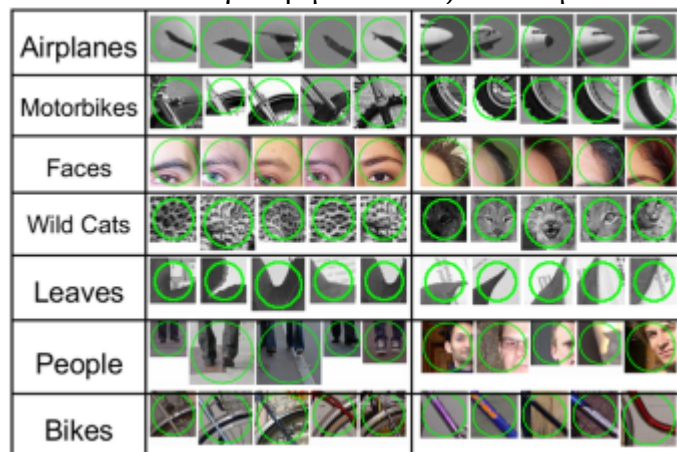 Airplanes
Motorbikes
Faces
Wild Cats
Leaves
People
Bikes